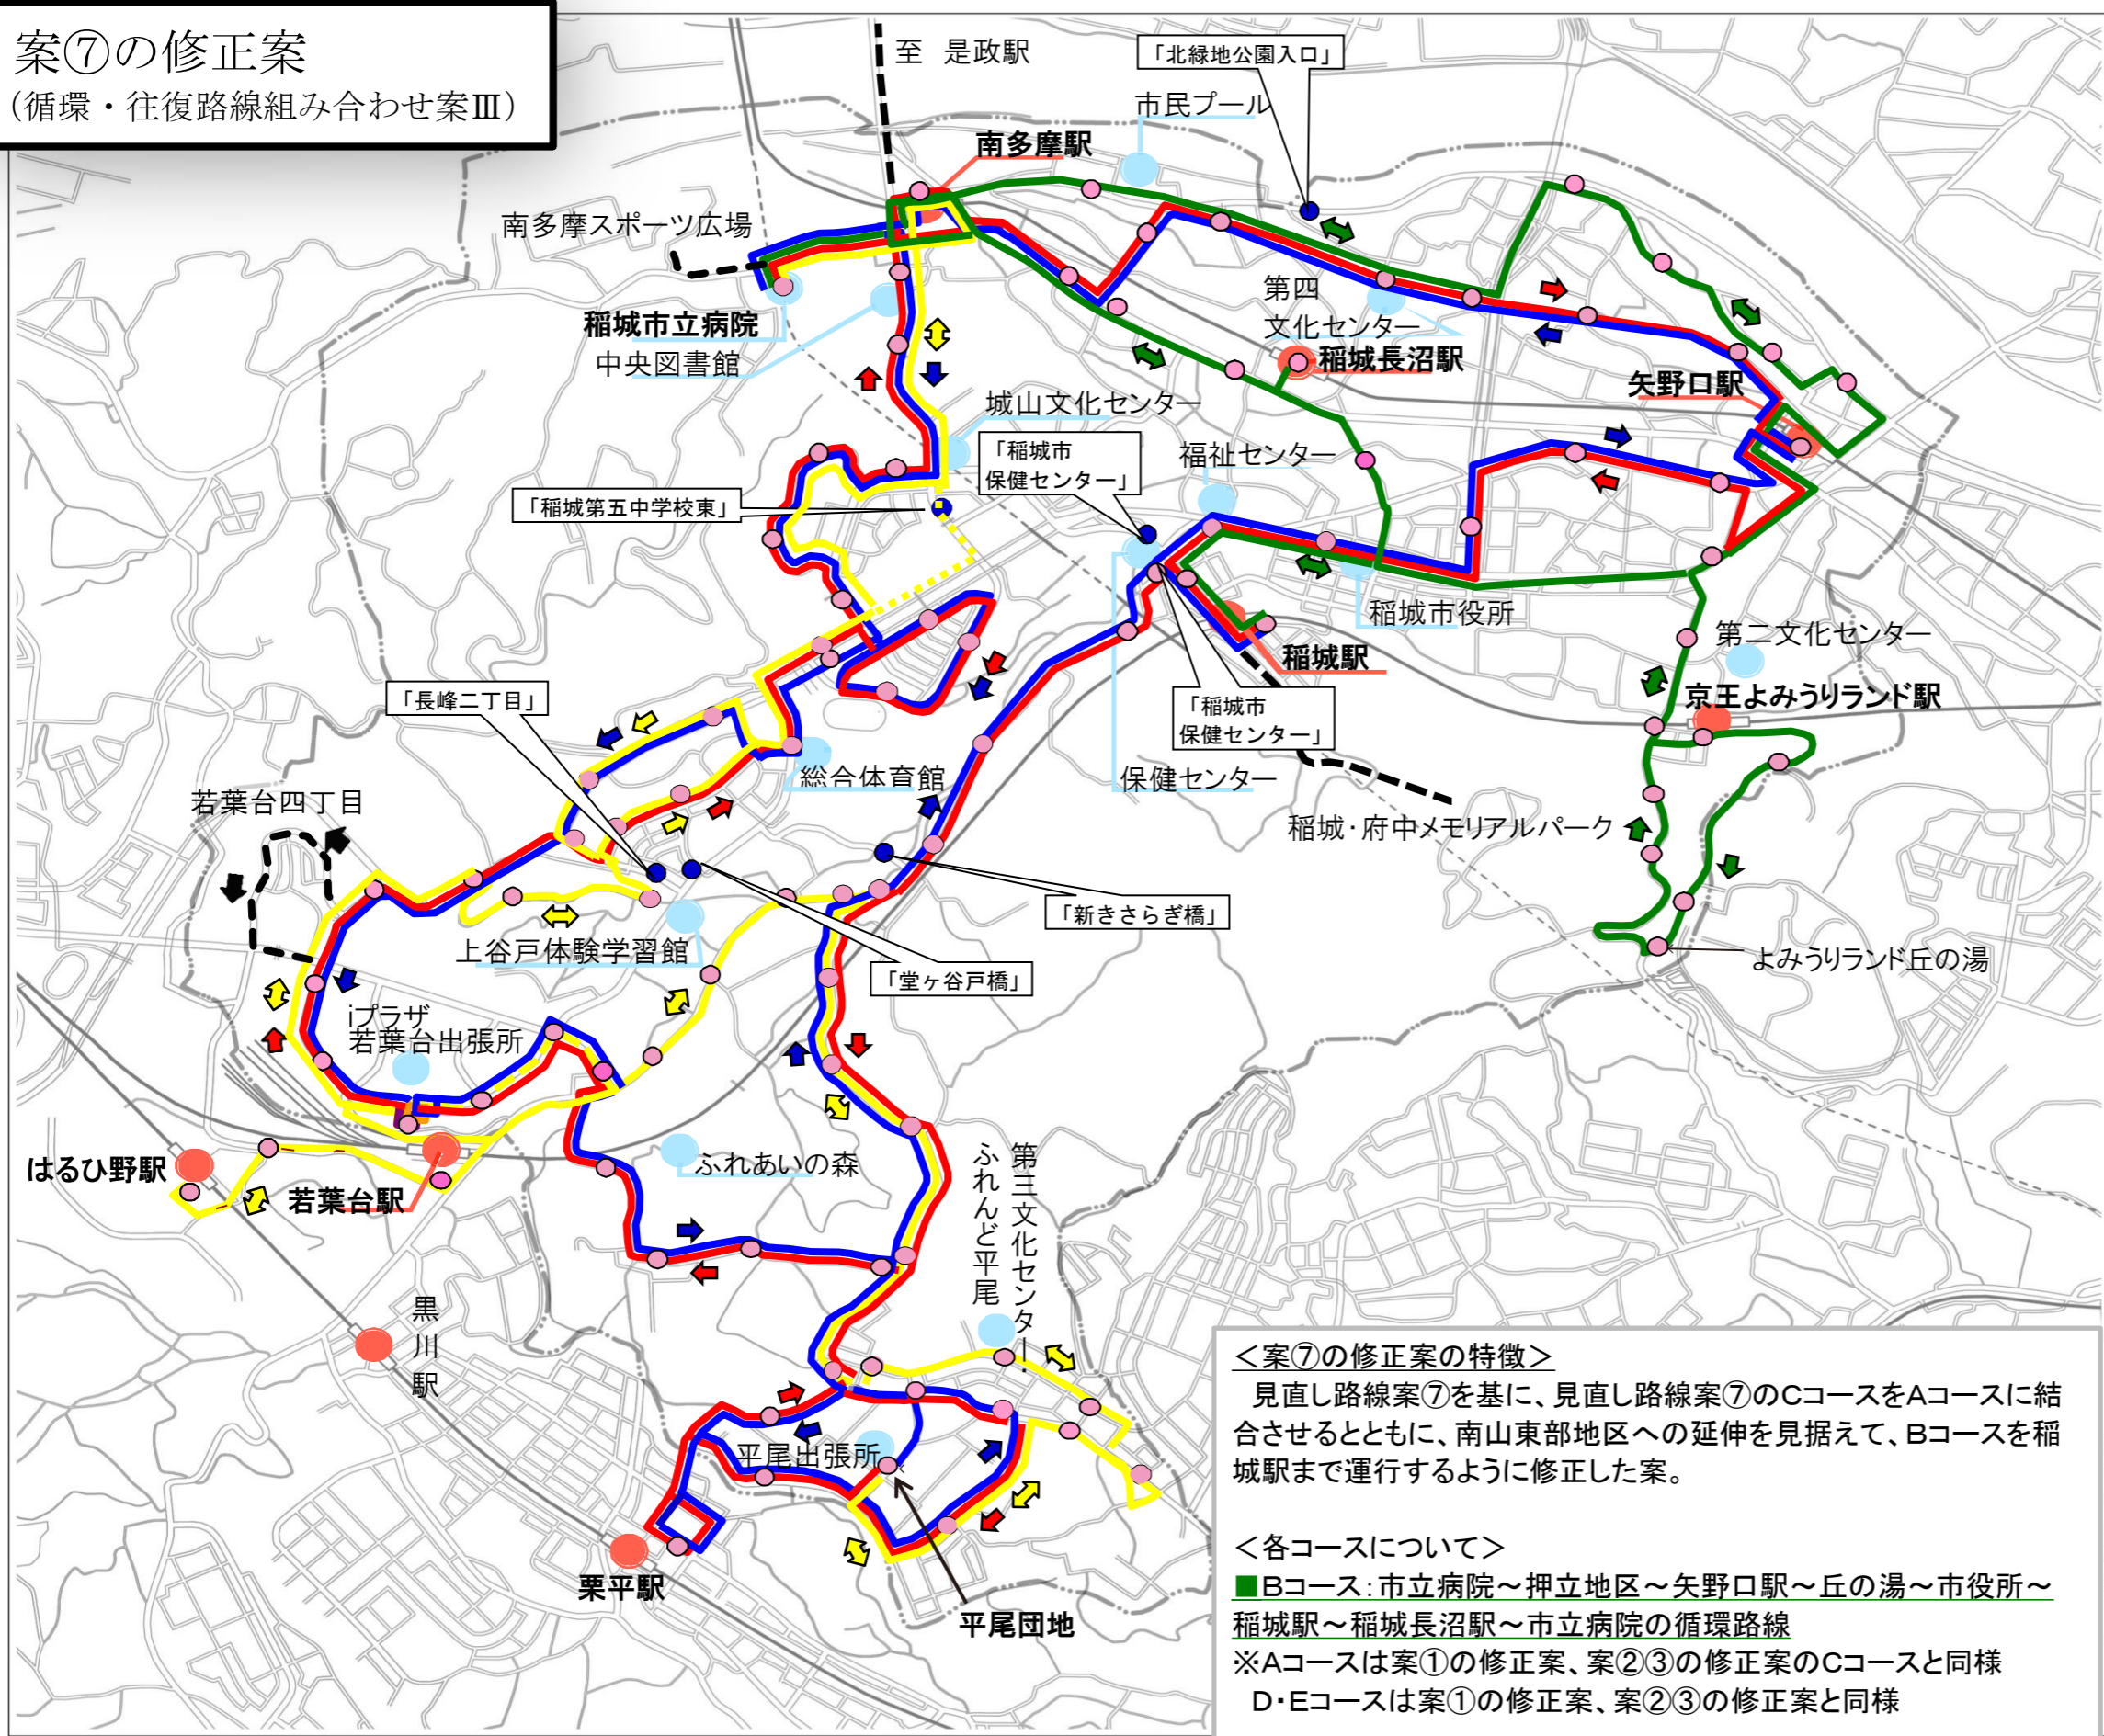 案⑦の修正案
（循環・往復路線組み合わせ案Ⅲ）
至　是政駅
「北緑地公園入口」
市民プール
南多摩駅
南多摩スポーツ広場
稲城市立病院
中央図書館
第四
文化センター
稲城長沼駅
矢野口駅
城山文化センター
「稲城市
保健センター」
福祉センター
「稲城第五中学校東」
稲城市役所
第二文化センター
稲城駅
京王よみうりランド駅
「長峰二丁目」
「稲城市
保健センター」
総合体育館
保健センター
若葉台四丁目
稲城・府中メモリアルパーク
「新きさらぎ橋」
上谷戸体験学習館
「堂ヶ谷戸橋」
よみうりランド丘の湯
iプラザ
若葉台出張所
はるひ野駅
若葉台駅
ふれあいの森
第三文化センター・
ふれんど平尾
黒川駅
平尾出張所
栗平駅
平尾団地
＜案⑦の修正案の特徴＞
　見直し路線案⑦を基に、見直し路線案⑦のCコースをAコースに結
合させるとともに、南山東部地区への延伸を見据えて、Bコースを稲
城駅まで運行するように修正した案。
＜各コースについて＞
■Bコース：市立病院～押立地区～矢野口駅～丘の湯～市役所～
稲城駅～稲城長沼駅～市立病院の循環路線
※Aコースは案①の修正案、案②③の修正案のCコースと同様
　D・Eコースは案①の修正案、案②③の修正案と同様